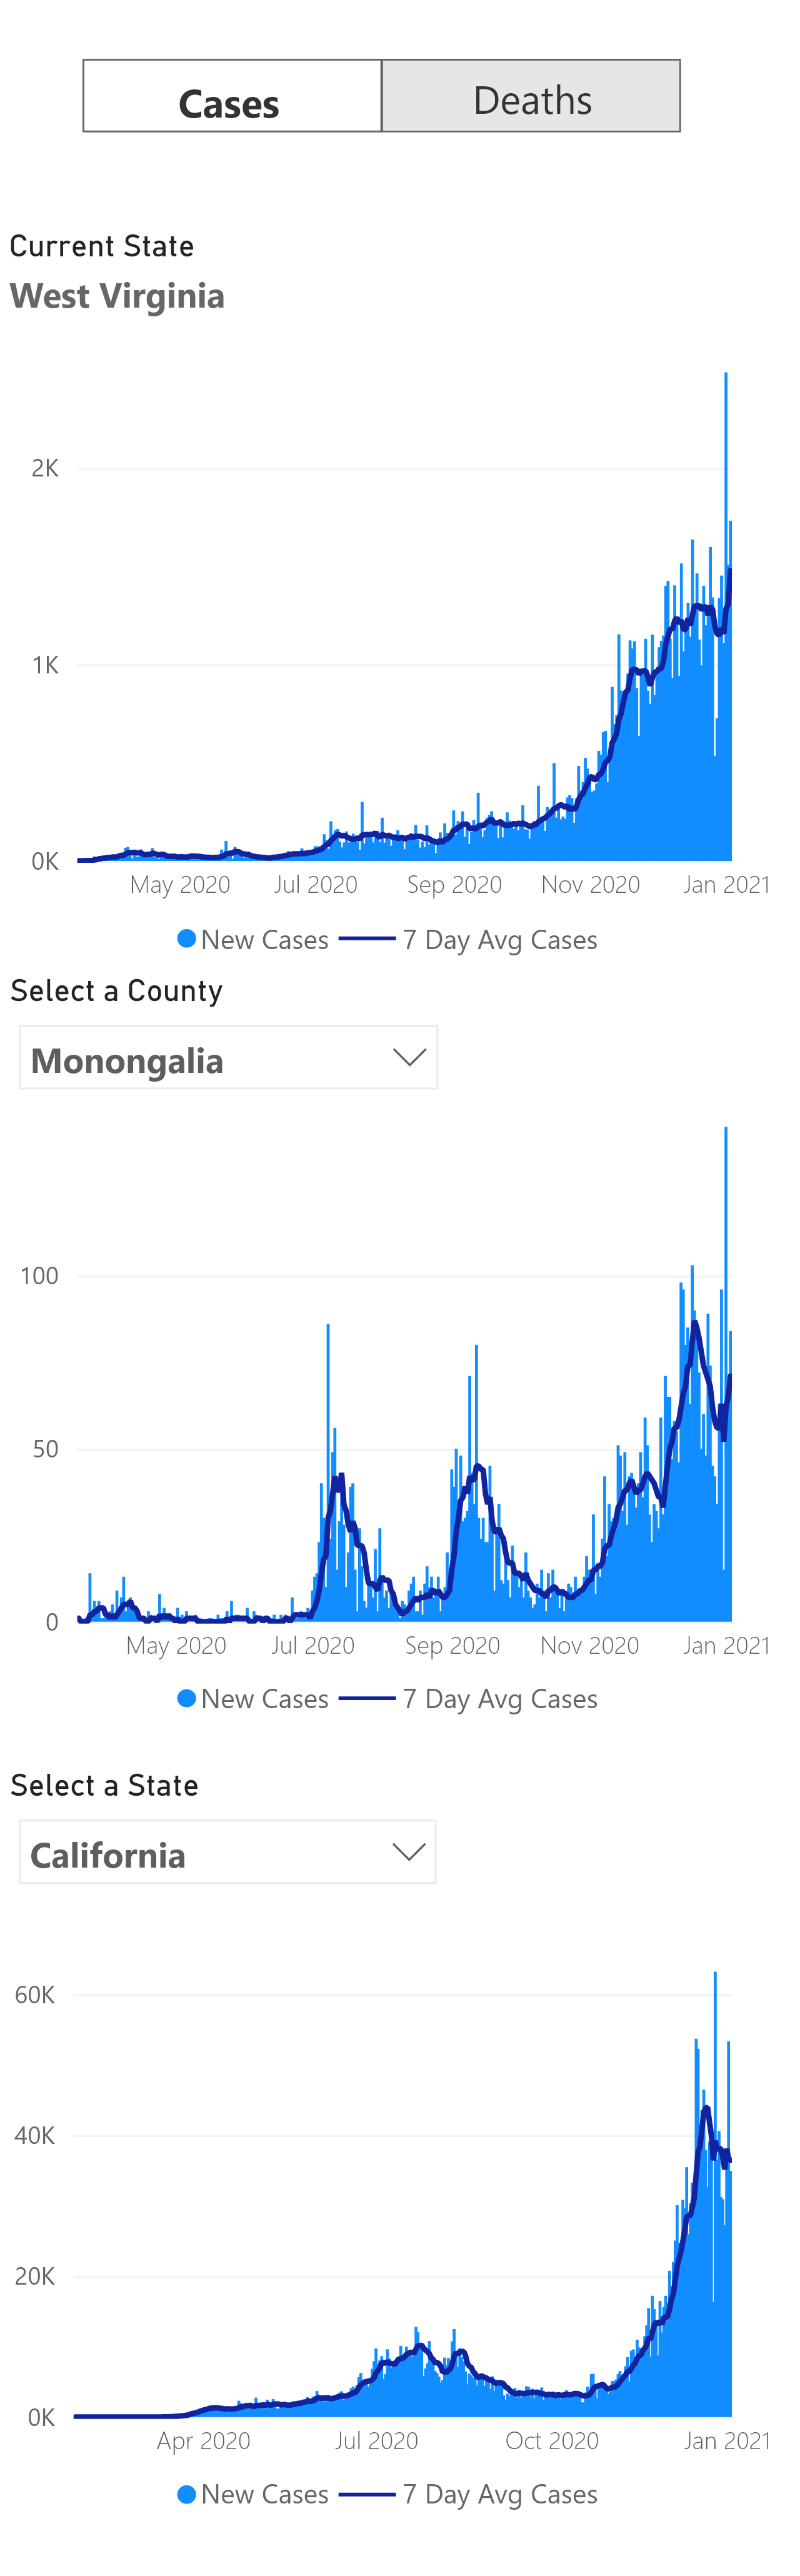 Cases Deaths
Current State
West Virginia
2K
1K
0K
May 2020 Jul 2020 Sep 2020 Nov 2020 Jan 2021
New Cases 7 Day Avg Cases
Select a County
Monongalia
100
50
0
May 2020 Jul 2020 Sep 2020 Nov 2020 Jan 2021
New Cases 7 Day Avg Cases
Select a State
California
60K
40K
20K
0K
Apr 2020 Jul 2020 Oct 2020 Jan 2021
New Cases 7 Day Avg Cases